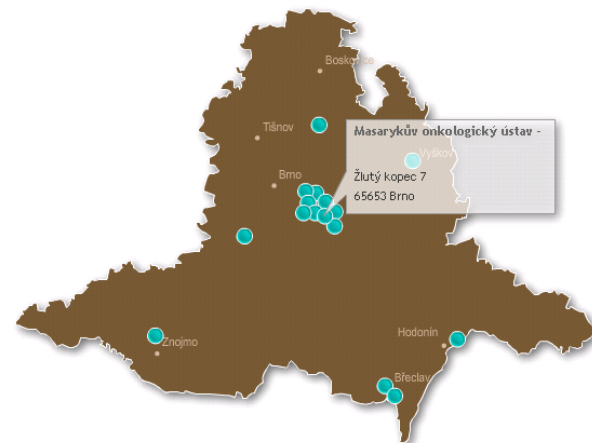 Boskovice
Tišnov
Masarykův onkologický ústav -
Vyškov
Brno
Žlutý kopec 7
65653 Brno
Hodonín
Znojmo
Břeclav